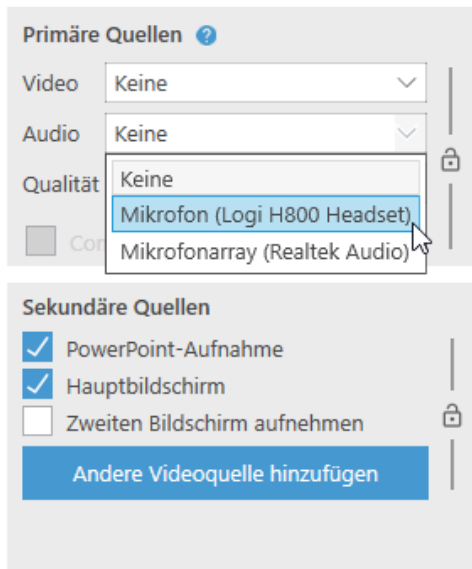 Primäre Quellen ?
Video Keine
Audio Keine
Qualität Keine
Mikrofon (Logi H800 Headset)
Mikrofonarray (Realtek Audio)
Sekundäre Quellen
PowerPoint-Aufnahme
Hauptbildschirm
Zweiten Bildschirm aufnehmen
Andere Videoquelle hinzufügen